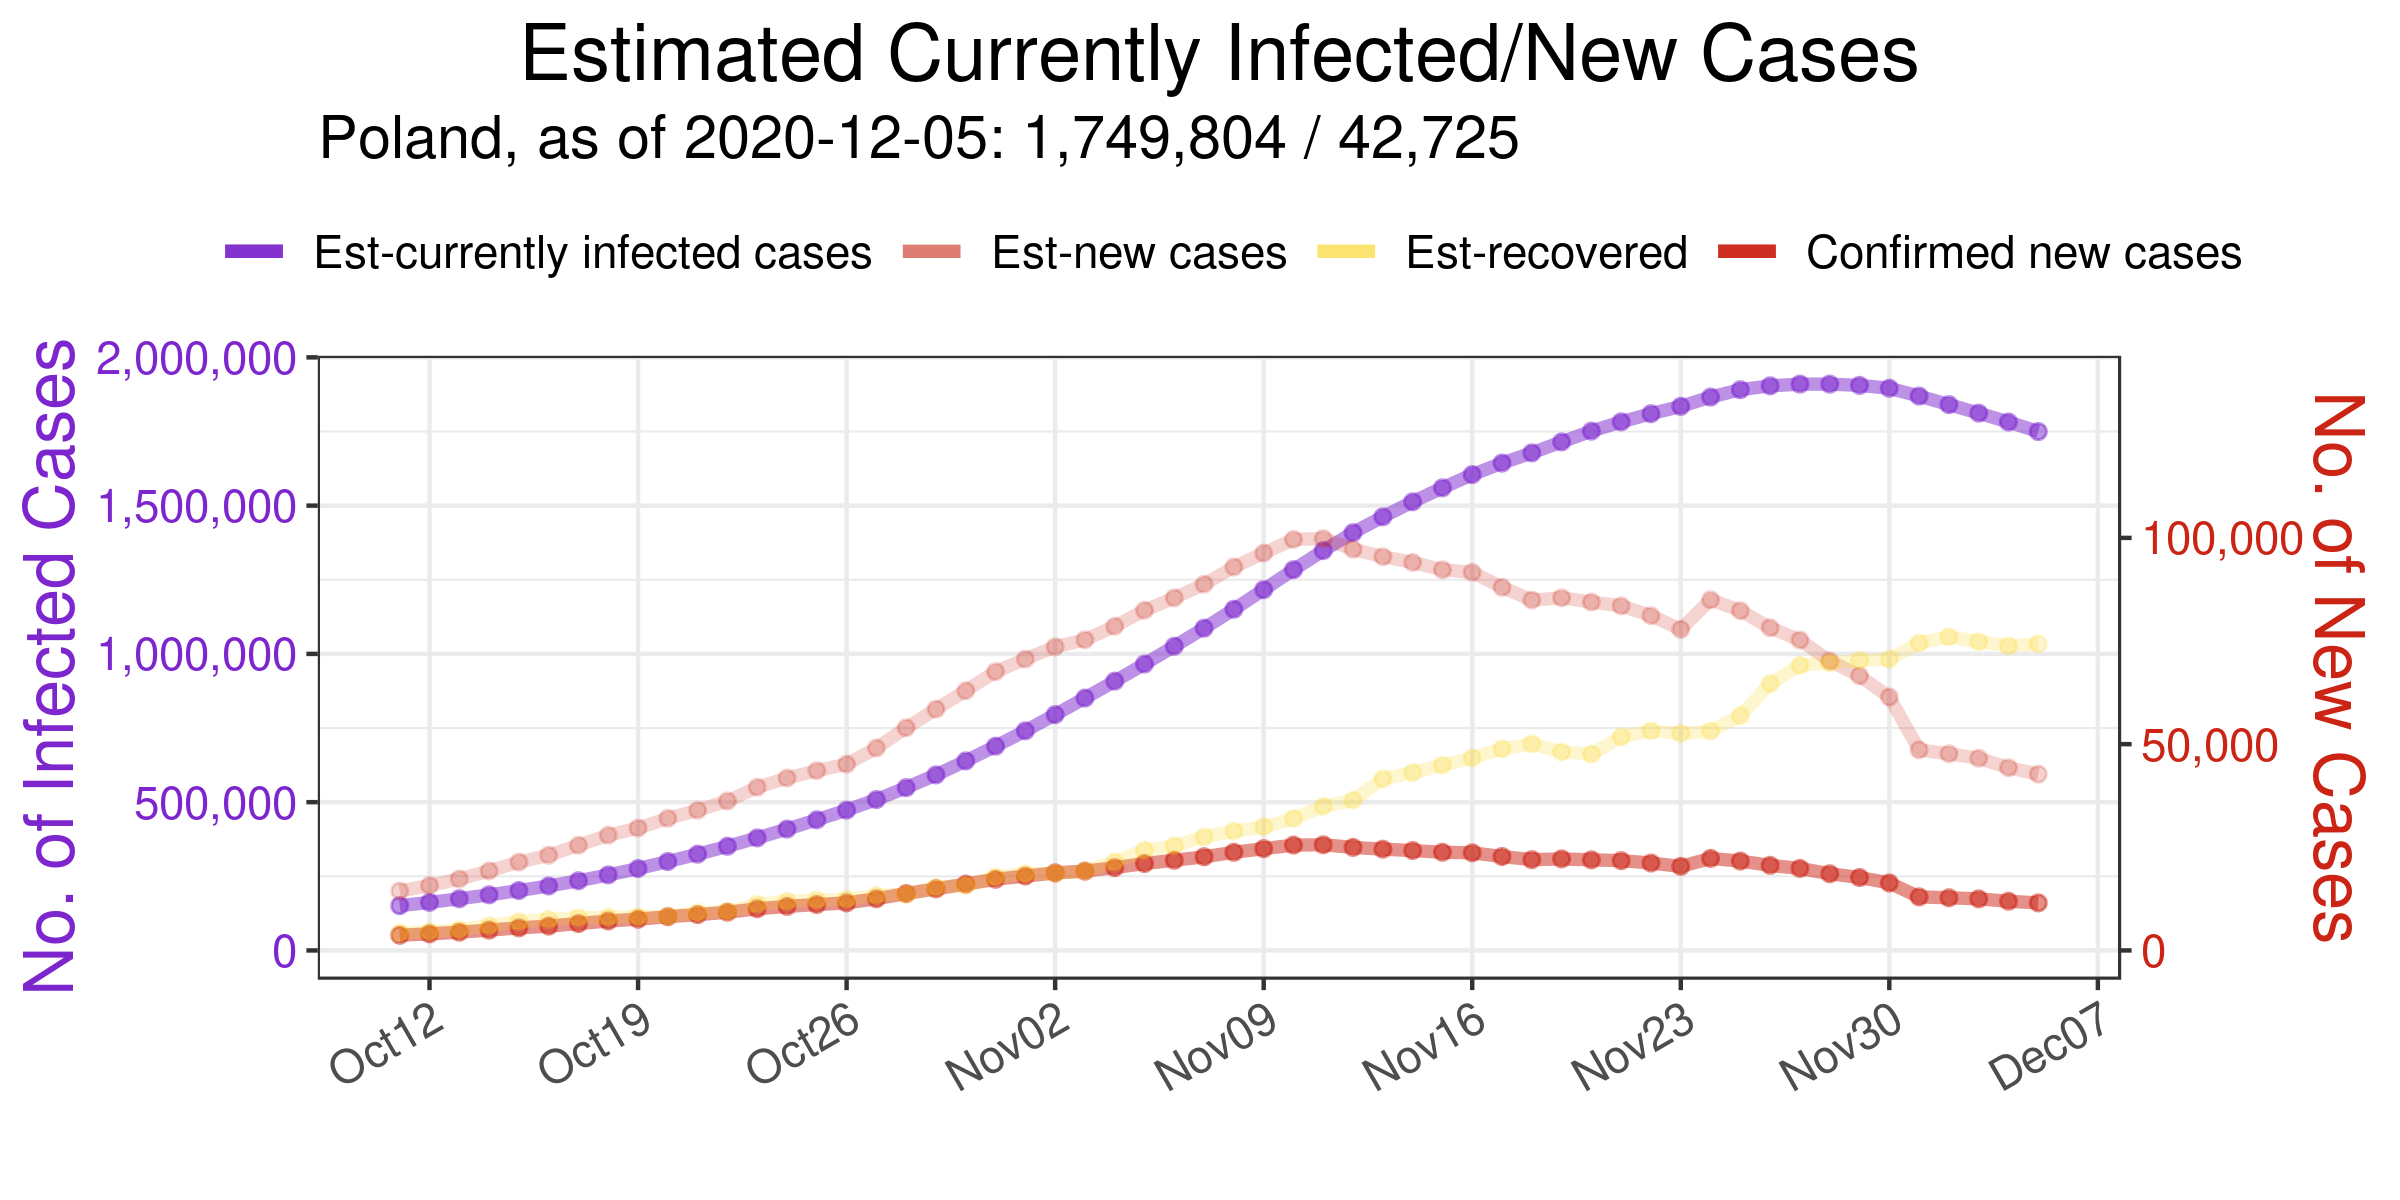 Estimated Currently Infected/New Cases
Poland, as of 2020-12-05: 1,749,804 / 42,725
Est-currently infected cases Est-new cases Est-recovered Confirmed new cases
No. of Infected Cases
2,000,000
1,500,000
1,000,000
500,000
0
100,000
50,000
0
No. of New Cases
Oct12 Oct19 Oct26 Nov02 Nov09 Nov16 Nov23 Nov30 Dec07